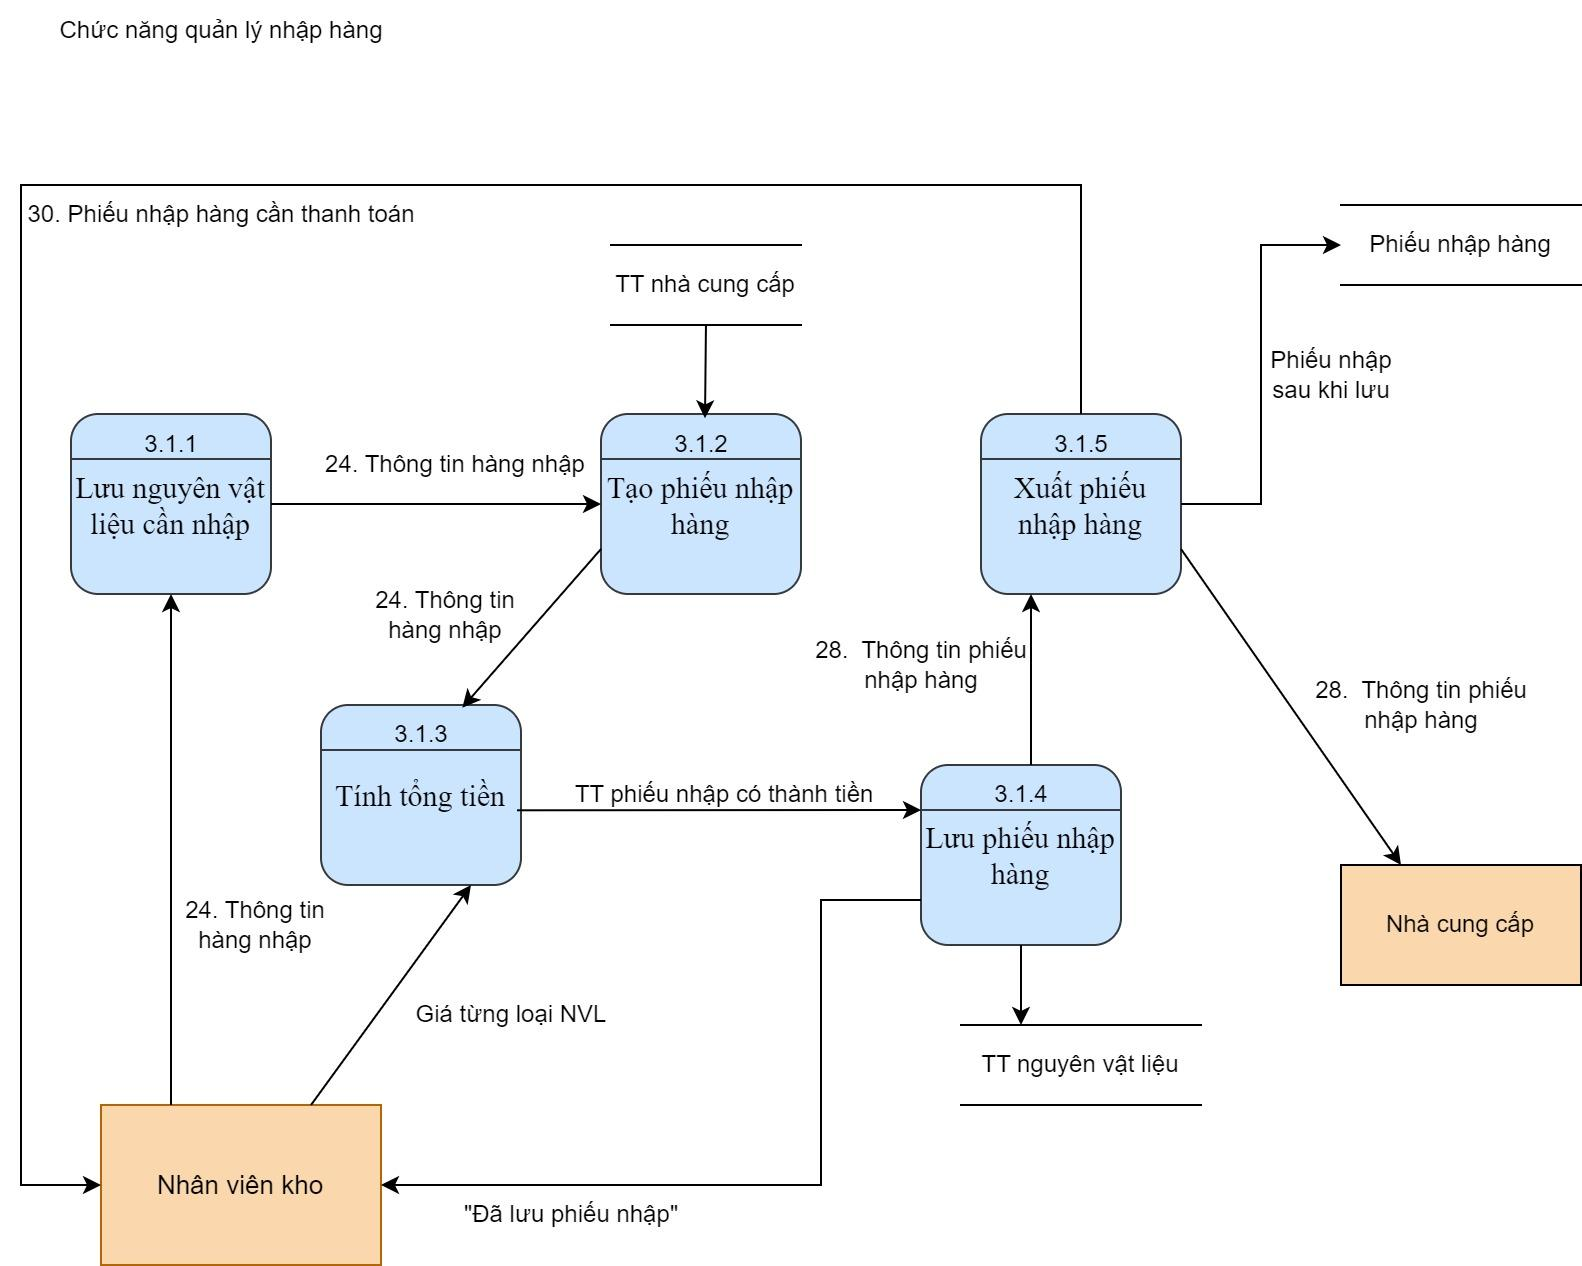 Chức năng quản lý nhập hàng
30. Phiếu nhập hàng cần thanh toán
Phiếu nhập hàng
TT nhà cung cấp
Phiếu nhập
sau khi lưu
3.1.1
Lưu nguyên vật
liệu cần nhập
24. Thông tin hàng nhập
3.1.2
Tạo phiếu nhập
hàng
3.1.5
Xuất phiếu
nhập hàng
24. Thông tin
hàng nhập
28.  Thông tin phiếu
nhập hàng
28.  Thông tin phiếu
nhập hàng
3.1.3
Tính tổng tiền
TT phiếu nhập có thành tiền
3.1.4
Lưu phiếu nhập
hàng
24. Thông tin
hàng nhập
Nhà cung cấp
Giá từng loại NVL
TT nguyên vật liệu
Nhân viên kho
"Đã lưu phiếu nhập"